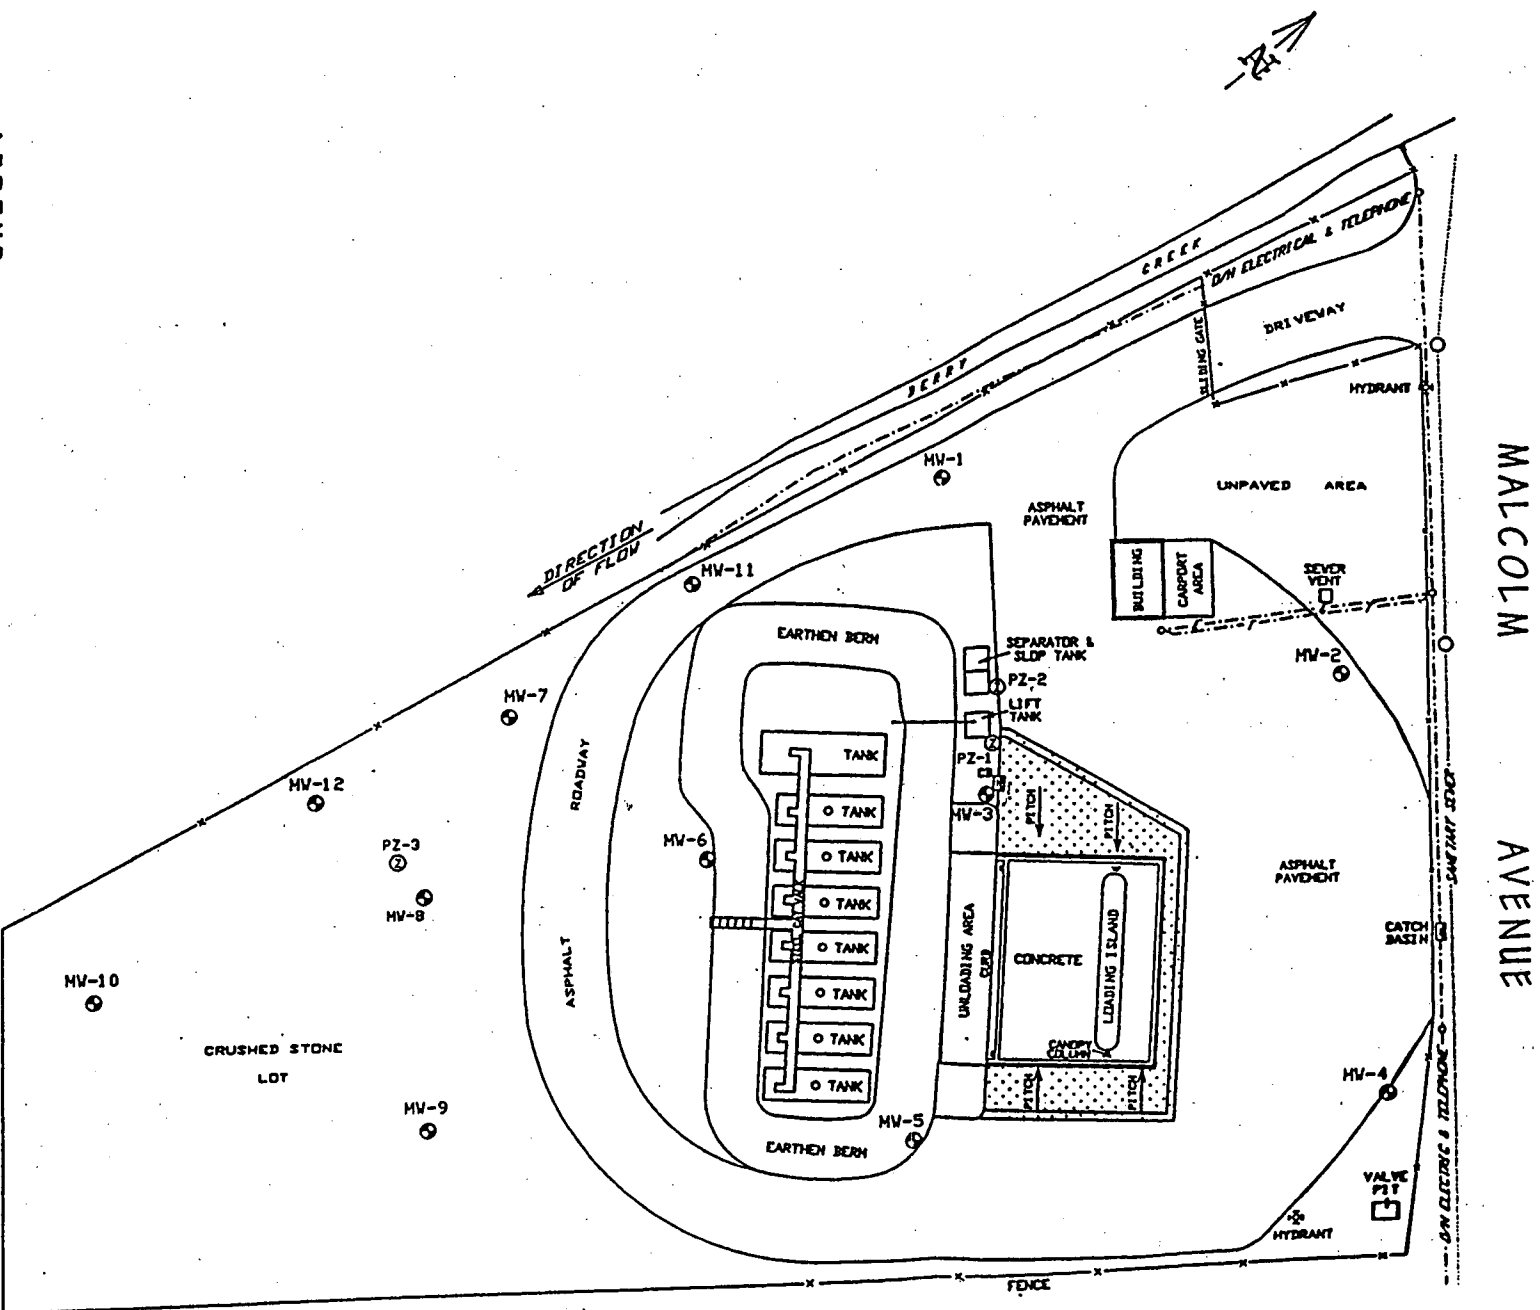 N
CREEK
O/H ELECTRICAL & TELEPHONE
DRIVEWAY
SLIDING GATE
HYDRANT
BERRY
MW-1
UNPAVED AREA
ASPHALT
PAVEMENT
MALCOLM
AVENUE
DIRECTION
OF FLOW
MW-11
BUILDING
CARPORT
AREA
SEWER
VENT
EARTHEN BERM
SEPARATOR &
SLOP TANK
PZ-2
MW-2
LIFT
TANK
MW-7
PZ-1
CB
MW-3
TANK
TANK
TANK
TANK
TANK
TANK
TANK
TANK
ROADWAY
ASPHALT
MW-12
PZ-3
MW-8
MW-6
PITCH
PITCH
SANITARY SEWER
ASPHALT
PAVEMENT
UNLOADING AREA
CURB
CONCRETE
LOADING ISLAND
CATCH
BASIN
MW-10
CRUSHED STONE
LOT
CANOPY
COLUMN
PITCH
PITCH
MW-4
MW-9
MW-5
EARTHEN BERM
VALVE
PIT
O/H ELECTRIC & TELEPHONE
HYDRANT
FENCE